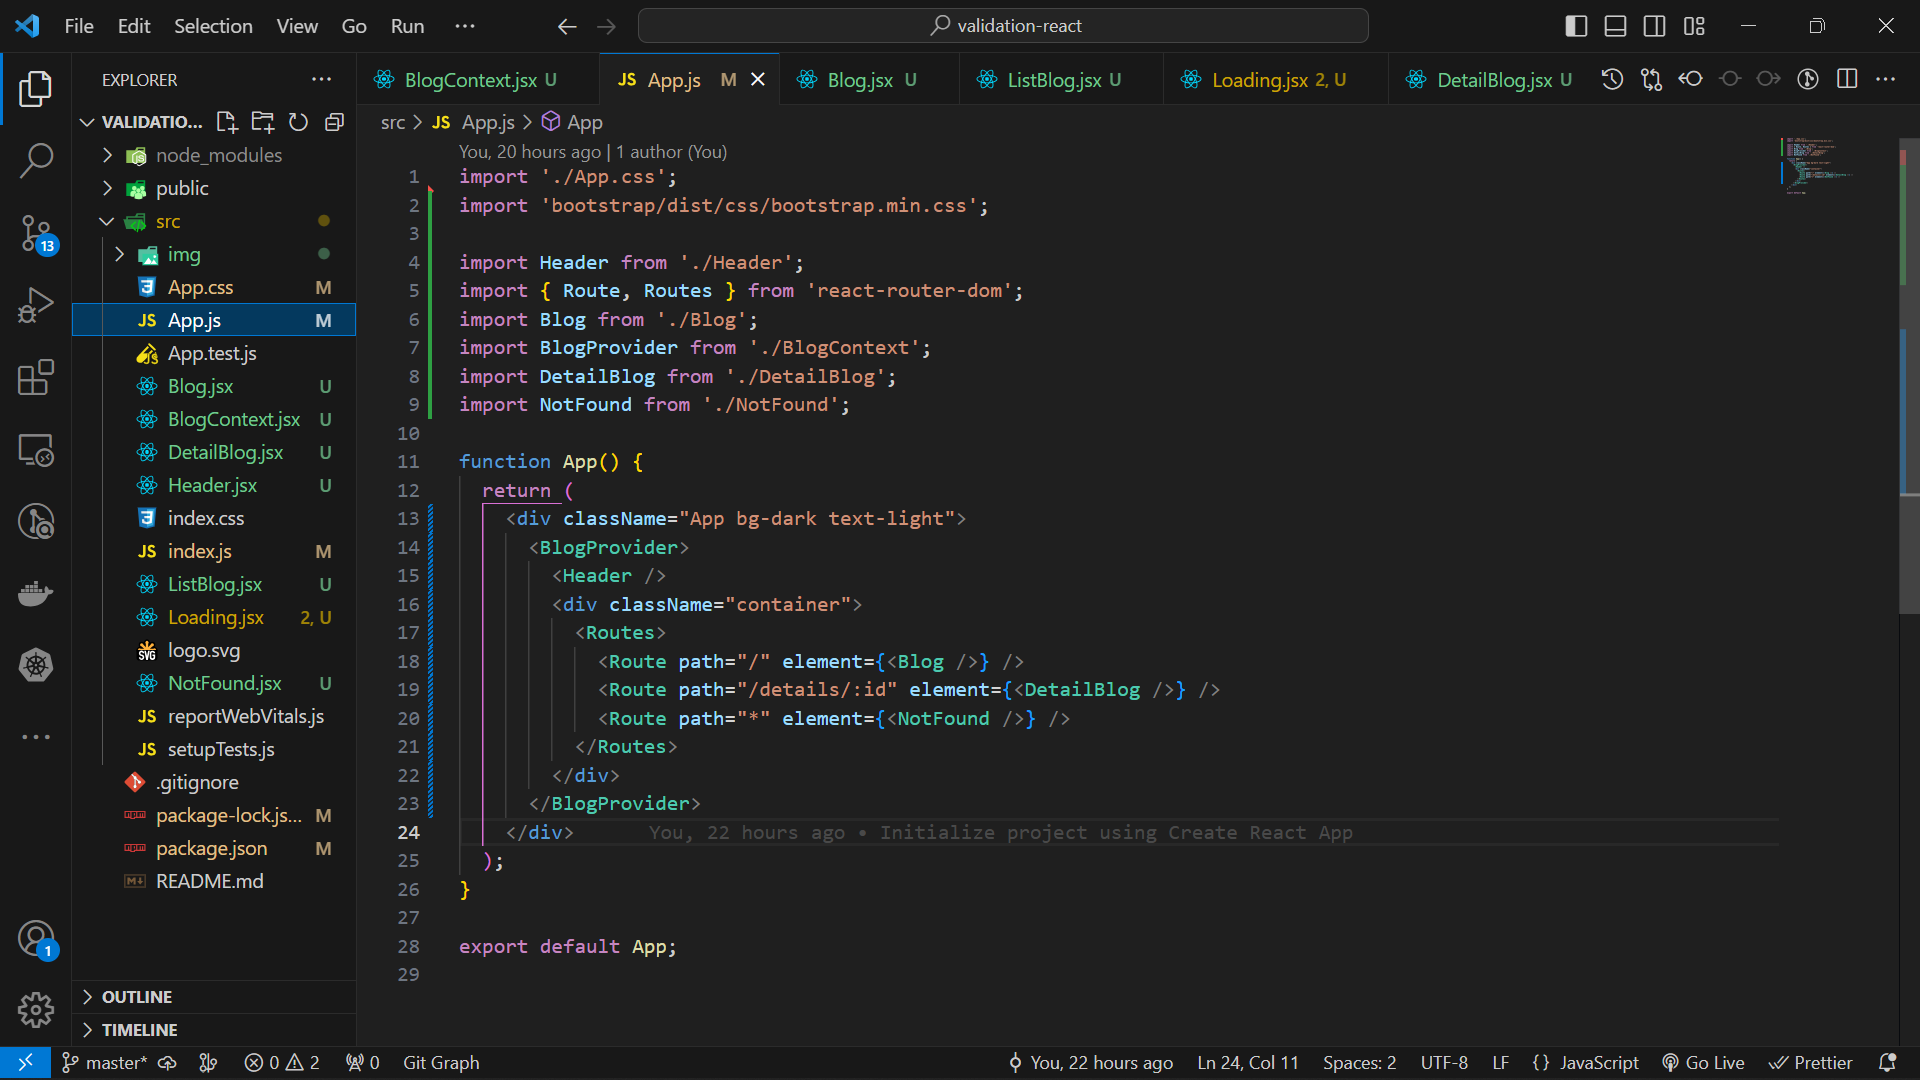 File Edit Selection View Go Run ··· validation-react
EXPLORER ···
BlogContext.jsx U
JS App.js M
Blog.jsx U
ListBlog.jsx U
Loading.jsx 2, U
DetailBlog.jsx U
VALIDATIO...
node_modules
public
src
img
App.css M
JS App.js M
App.test.js
Blog.jsx U
BlogContext.jsx U
DetailBlog.jsx U
Header.jsx U
index.css
JS index.js M
ListBlog.jsx U
Loading.jsx 2, U
SVG logo.svg
NotFound.jsx U
JS reportWebVitals.js
JS setupTests.js
.gitignore
package-lock.js... M
package.json M
README.md
OUTLINE
TIMELINE
13
1
src > JS App.js > App
You, 20 hours ago | 1 author (You)
1 import './App.css';
2 import 'bootstrap/dist/css/bootstrap.min.css';
3
4 import Header from './Header';
5 import { Route, Routes } from 'react-router-dom';
6 import Blog from './Blog';
7 import BlogProvider from './BlogContext';
8 import DetailBlog from './DetailBlog';
9 import NotFound from './NotFound';
10
11 function App() {
12 return (
13 <div className="App bg-dark text-light">
14 <BlogProvider>
15 <Header />
16 <div className="container">
17 <Routes>
18 <Route path="/" element={<Blog />} />
19 <Route path="/details/:id" element={<DetailBlog />} />
20 <Route path="*" element={<NotFound />} />
21 </Routes>
22 </div>
23 </BlogProvider>
24 </div> You, 22 hours ago • Initialize project using Create React App
25 );
26 }
27
28 export default App;
29
master* 0 2 0 Git Graph You, 22 hours ago Ln 24, Col 11 Spaces: 2 UTF-8 LF {} JavaScript Go Live Prettier